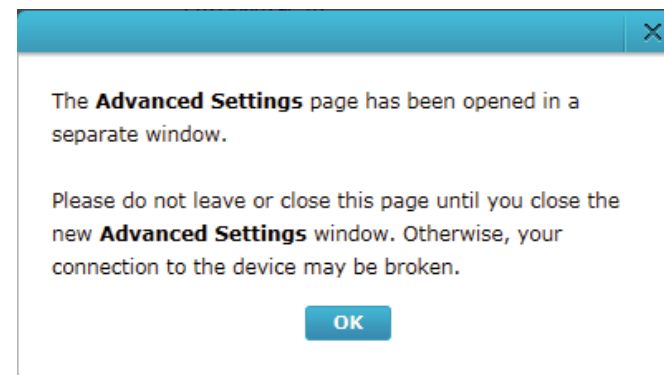 The Advanced Settings page has been opened in a
separate window.
Please do not leave or close this page until you close the
new Advanced Settings window. Otherwise, your
connection to the device may be broken.
OK